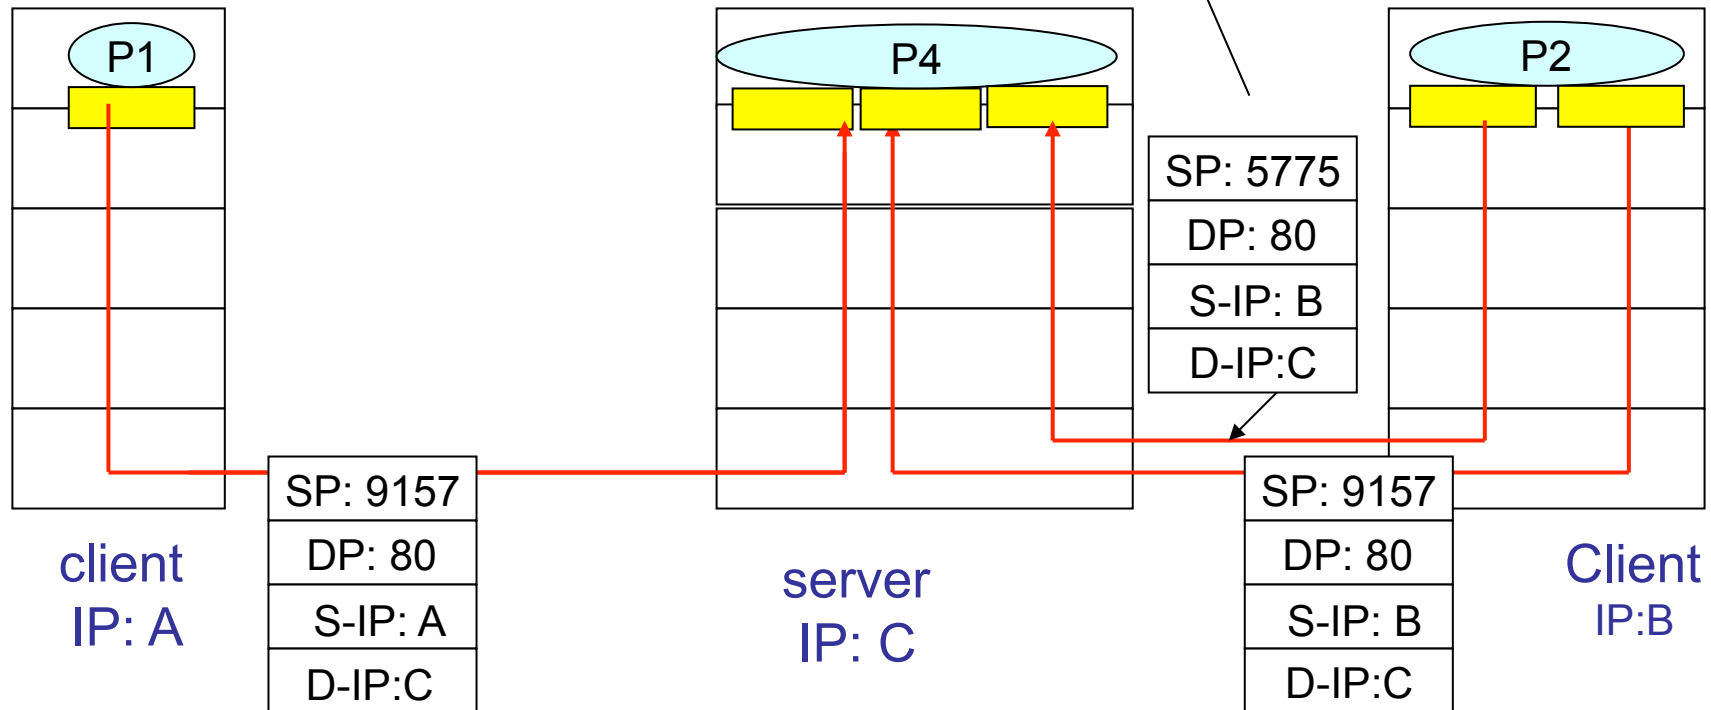 P1
P4
P2
SP: 5775
DP: 80
S-IP: B
D-IP:C
SP: 9157
DP: 80
S-IP: A
D-IP:C
SP: 9157
DP: 80
S-IP: B
D-IP:C
client
IP: A
server
IP: C
Client
IP:B